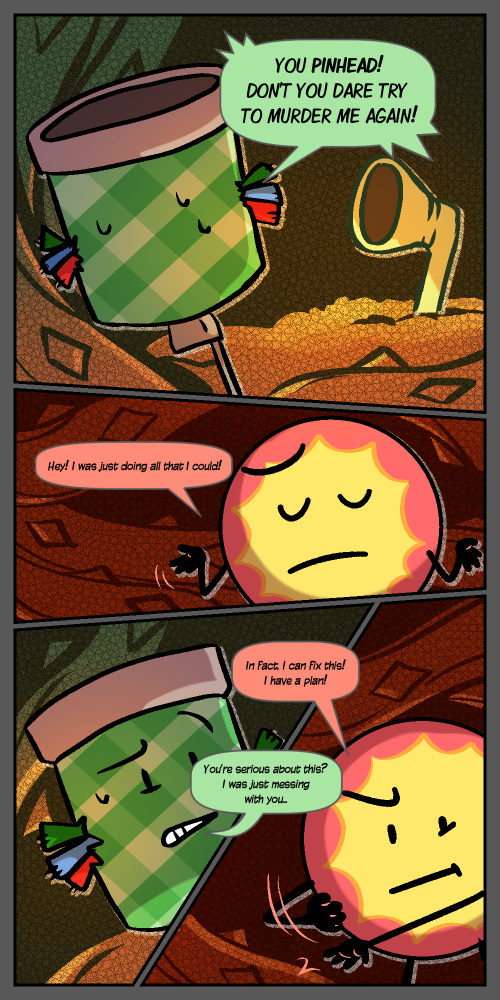 YOU PINHEAD!
DON'T YOU DARE TRY
TO MURDER ME AGAIN!
Hey! I was just doing all that I could!
In fact, I can fix this!
I have a plan!
You're serious about this?
I was just messing
with you..